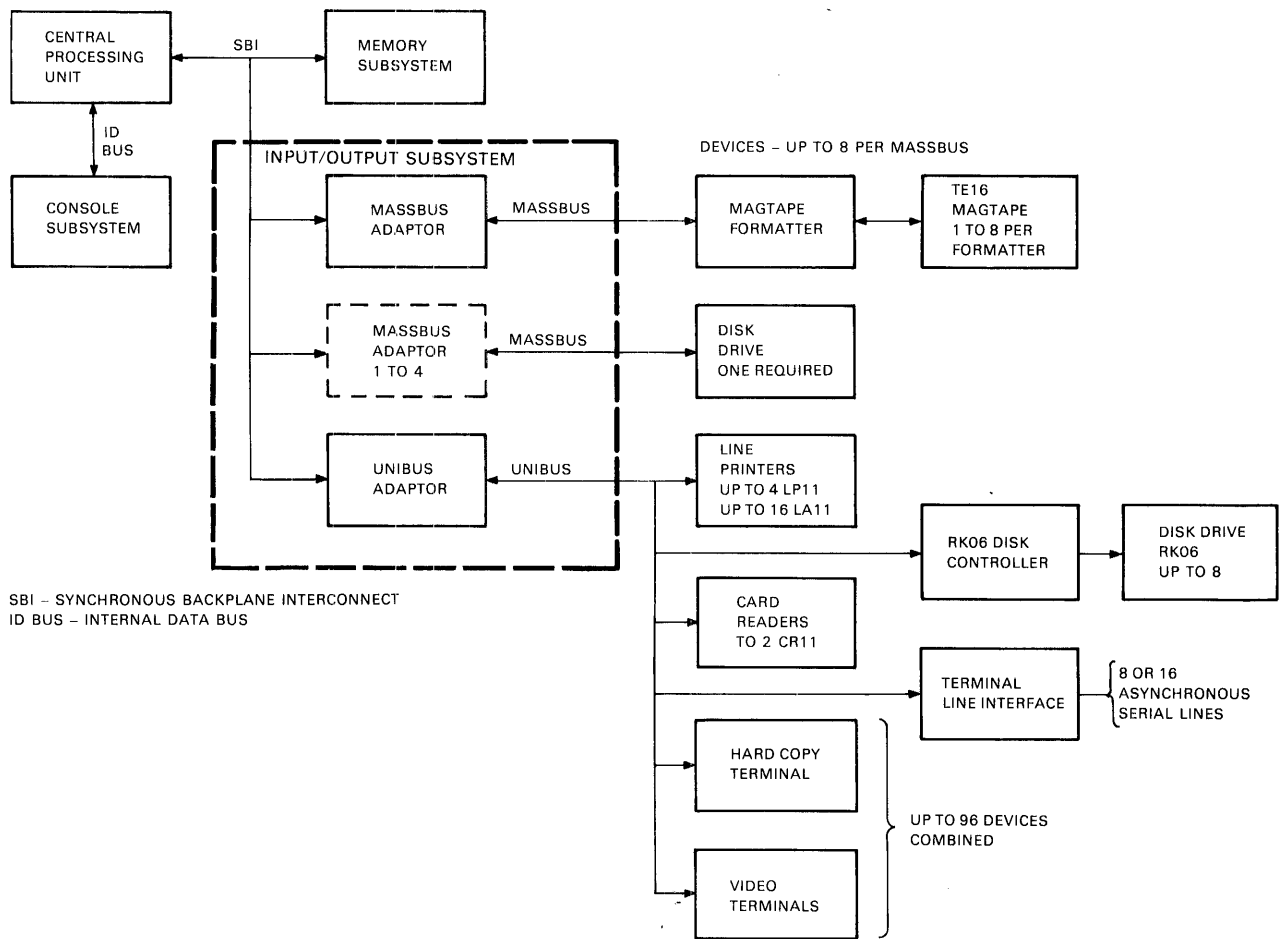 CENTRAL
PROCESSING
UNIT
SBI
MEMORY
SUBSYSTEM
ID
BUS
CONSOLE
SUBSYSTEM
INPUT/OUTPUT SUBSYSTEM
DEVICES – UP TO 8 PER MASSBUS
MASSBUS
ADAPTOR
MASSBUS
MAGTAPE
FORMATTER
TE16
MAGTAPE
1 TO 8 PER
FORMATTER
MASSBUS
ADAPTOR
1 TO 4
MASSBUS
DISK
DRIVE
ONE REQUIRED
UNIBUS
ADAPTOR
UNIBUS
LINE
PRINTERS
UP TO 4 LP11
UP TO 16 LA11
RK06 DISK
CONTROLLER
DISK DRIVE
RK06
UP TO 8
SBI – SYNCHRONOUS BACKPLANE INTERCONNECT
ID BUS – INTERNAL DATA BUS
CARD
READERS
TO 2 CR11
TERMINAL
LINE INTERFACE
8 OR 16
ASYNCHRONOUS
SERIAL LINES
HARD COPY
TERMINAL
UP TO 96 DEVICES
COMBINED
VIDEO
TERMINALS